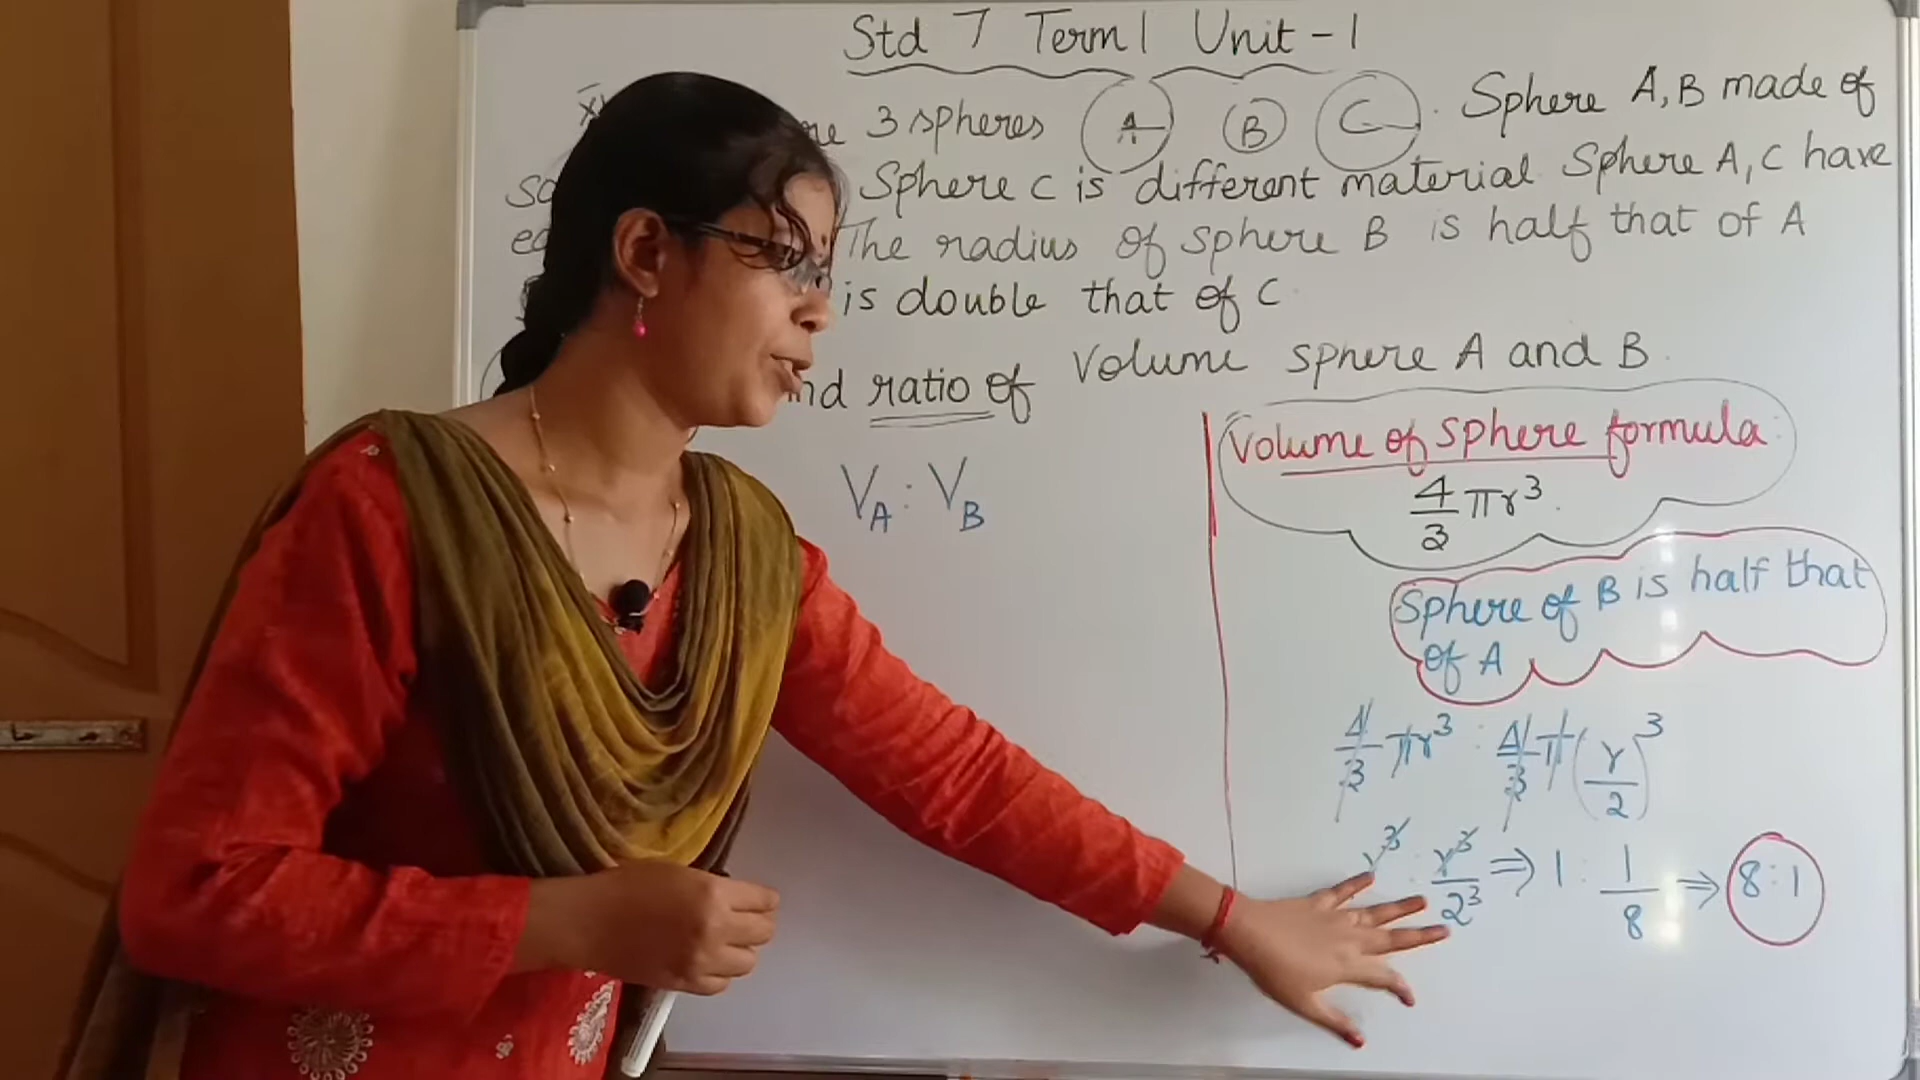 Std 7 Term 1 Unit - 1
3 spheres A B C. Sphere A, B made of
Sphere C is different material Sphere A, C have
The radius of sphere B is half that of A
is double that of C
ratio of Volume sphere A and B.
V_A : V_B
Volume of sphere formula:
4/3 πr³.
Sphere of B is half that
of A
4/3 πr³ : 4/3 π (r/2)³
r³ : r³/2³ ⇒ 1 : 1/8 ⇒ 8:1